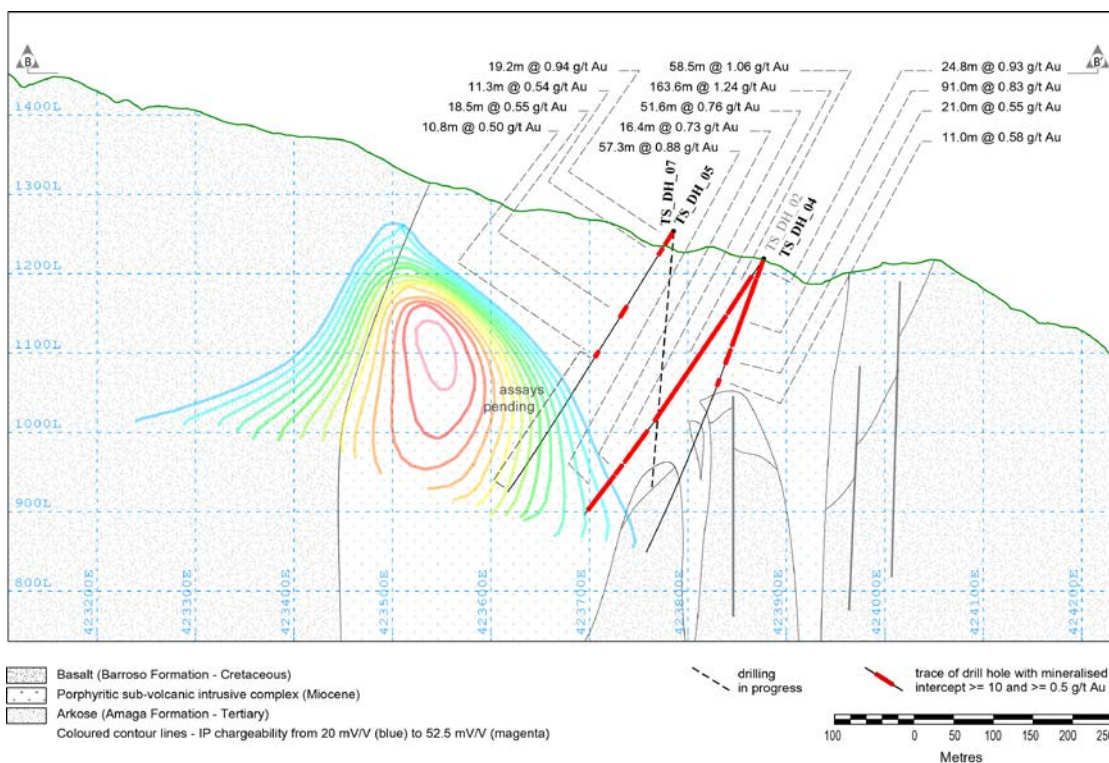 B
B'
19.2m @ 0.94 g/t Au
11.3m @ 0.54 g/t Au
18.5m @ 0.55 g/t Au
10.8m @ 0.50 g/t Au
58.5m @ 1.06 g/t Au
163.6m @ 1.24 g/t Au
51.6m @ 0.76 g/t Au
16.4m @ 0.73 g/t Au
57.3m @ 0.88 g/t Au
24.8m @ 0.93 g/t Au
91.0m @ 0.83 g/t Au
21.0m @ 0.55 g/t Au
11.0m @ 0.58 g/t Au
TS_DH_07
TS_DH_05
TS_DH_02
TS_DH_04
1400L
1300L
1200L
1100L
1000L
900L
800L
assays
pending
423200E
423300E
423400E
423500E
423600E
423700E
423800E
423900E
424000E
424100E
424200E
Basalt (Barroso Formation - Cretaceous)
Porphyritic sub-volcanic intrusive complex (Miocene)
Arkose (Amaga Formation - Tertiary)
Coloured contour lines - IP chargeability from 20 mV/V (blue) to 52.5 mV/V (magenta)
drilling
in progress
trace of drill hole with mineralised
intercept >= 10 and >= 0.5 g/t Au
100 0 50 100 150 200 250
Metres